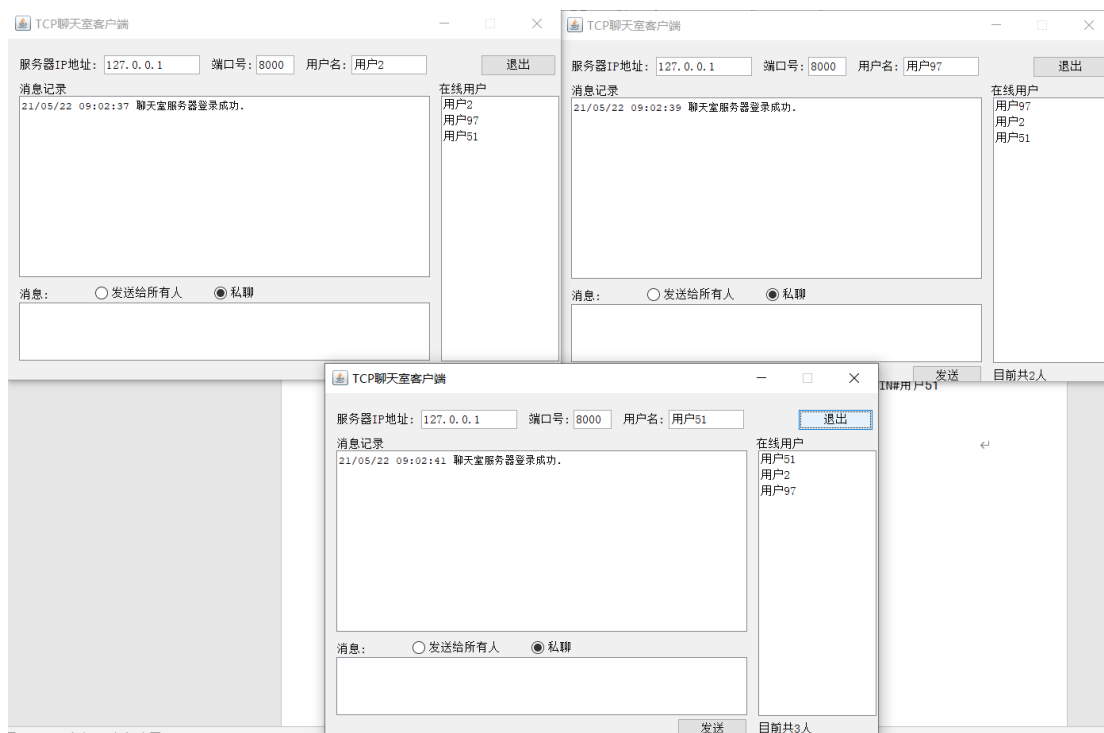 TCP聊天室客户端
服务器IP地址: 127.0.0.1 端口号: 8000 用户名: 用户2 退出
消息记录 在线用户
21/05/22 09:02:37 聊天室服务器登录成功.
用户2
用户97
用户51
消息: 发送给所有人 私聊
TCP聊天室客户端
服务器IP地址: 127.0.0.1 端口号: 8000 用户名: 用户97 退出
消息记录 在线用户
21/05/22 09:02:39 聊天室服务器登录成功.
用户97
用户2
用户51
消息: 发送给所有人 私聊
发送 目前共2人
IN#用户51
TCP聊天室客户端
服务器IP地址: 127.0.0.1 端口号: 8000 用户名: 用户51 退出
消息记录 在线用户
21/05/22 09:02:41 聊天室服务器登录成功.
用户51
用户2
用户97
消息: 发送给所有人 私聊
发送 目前共3人